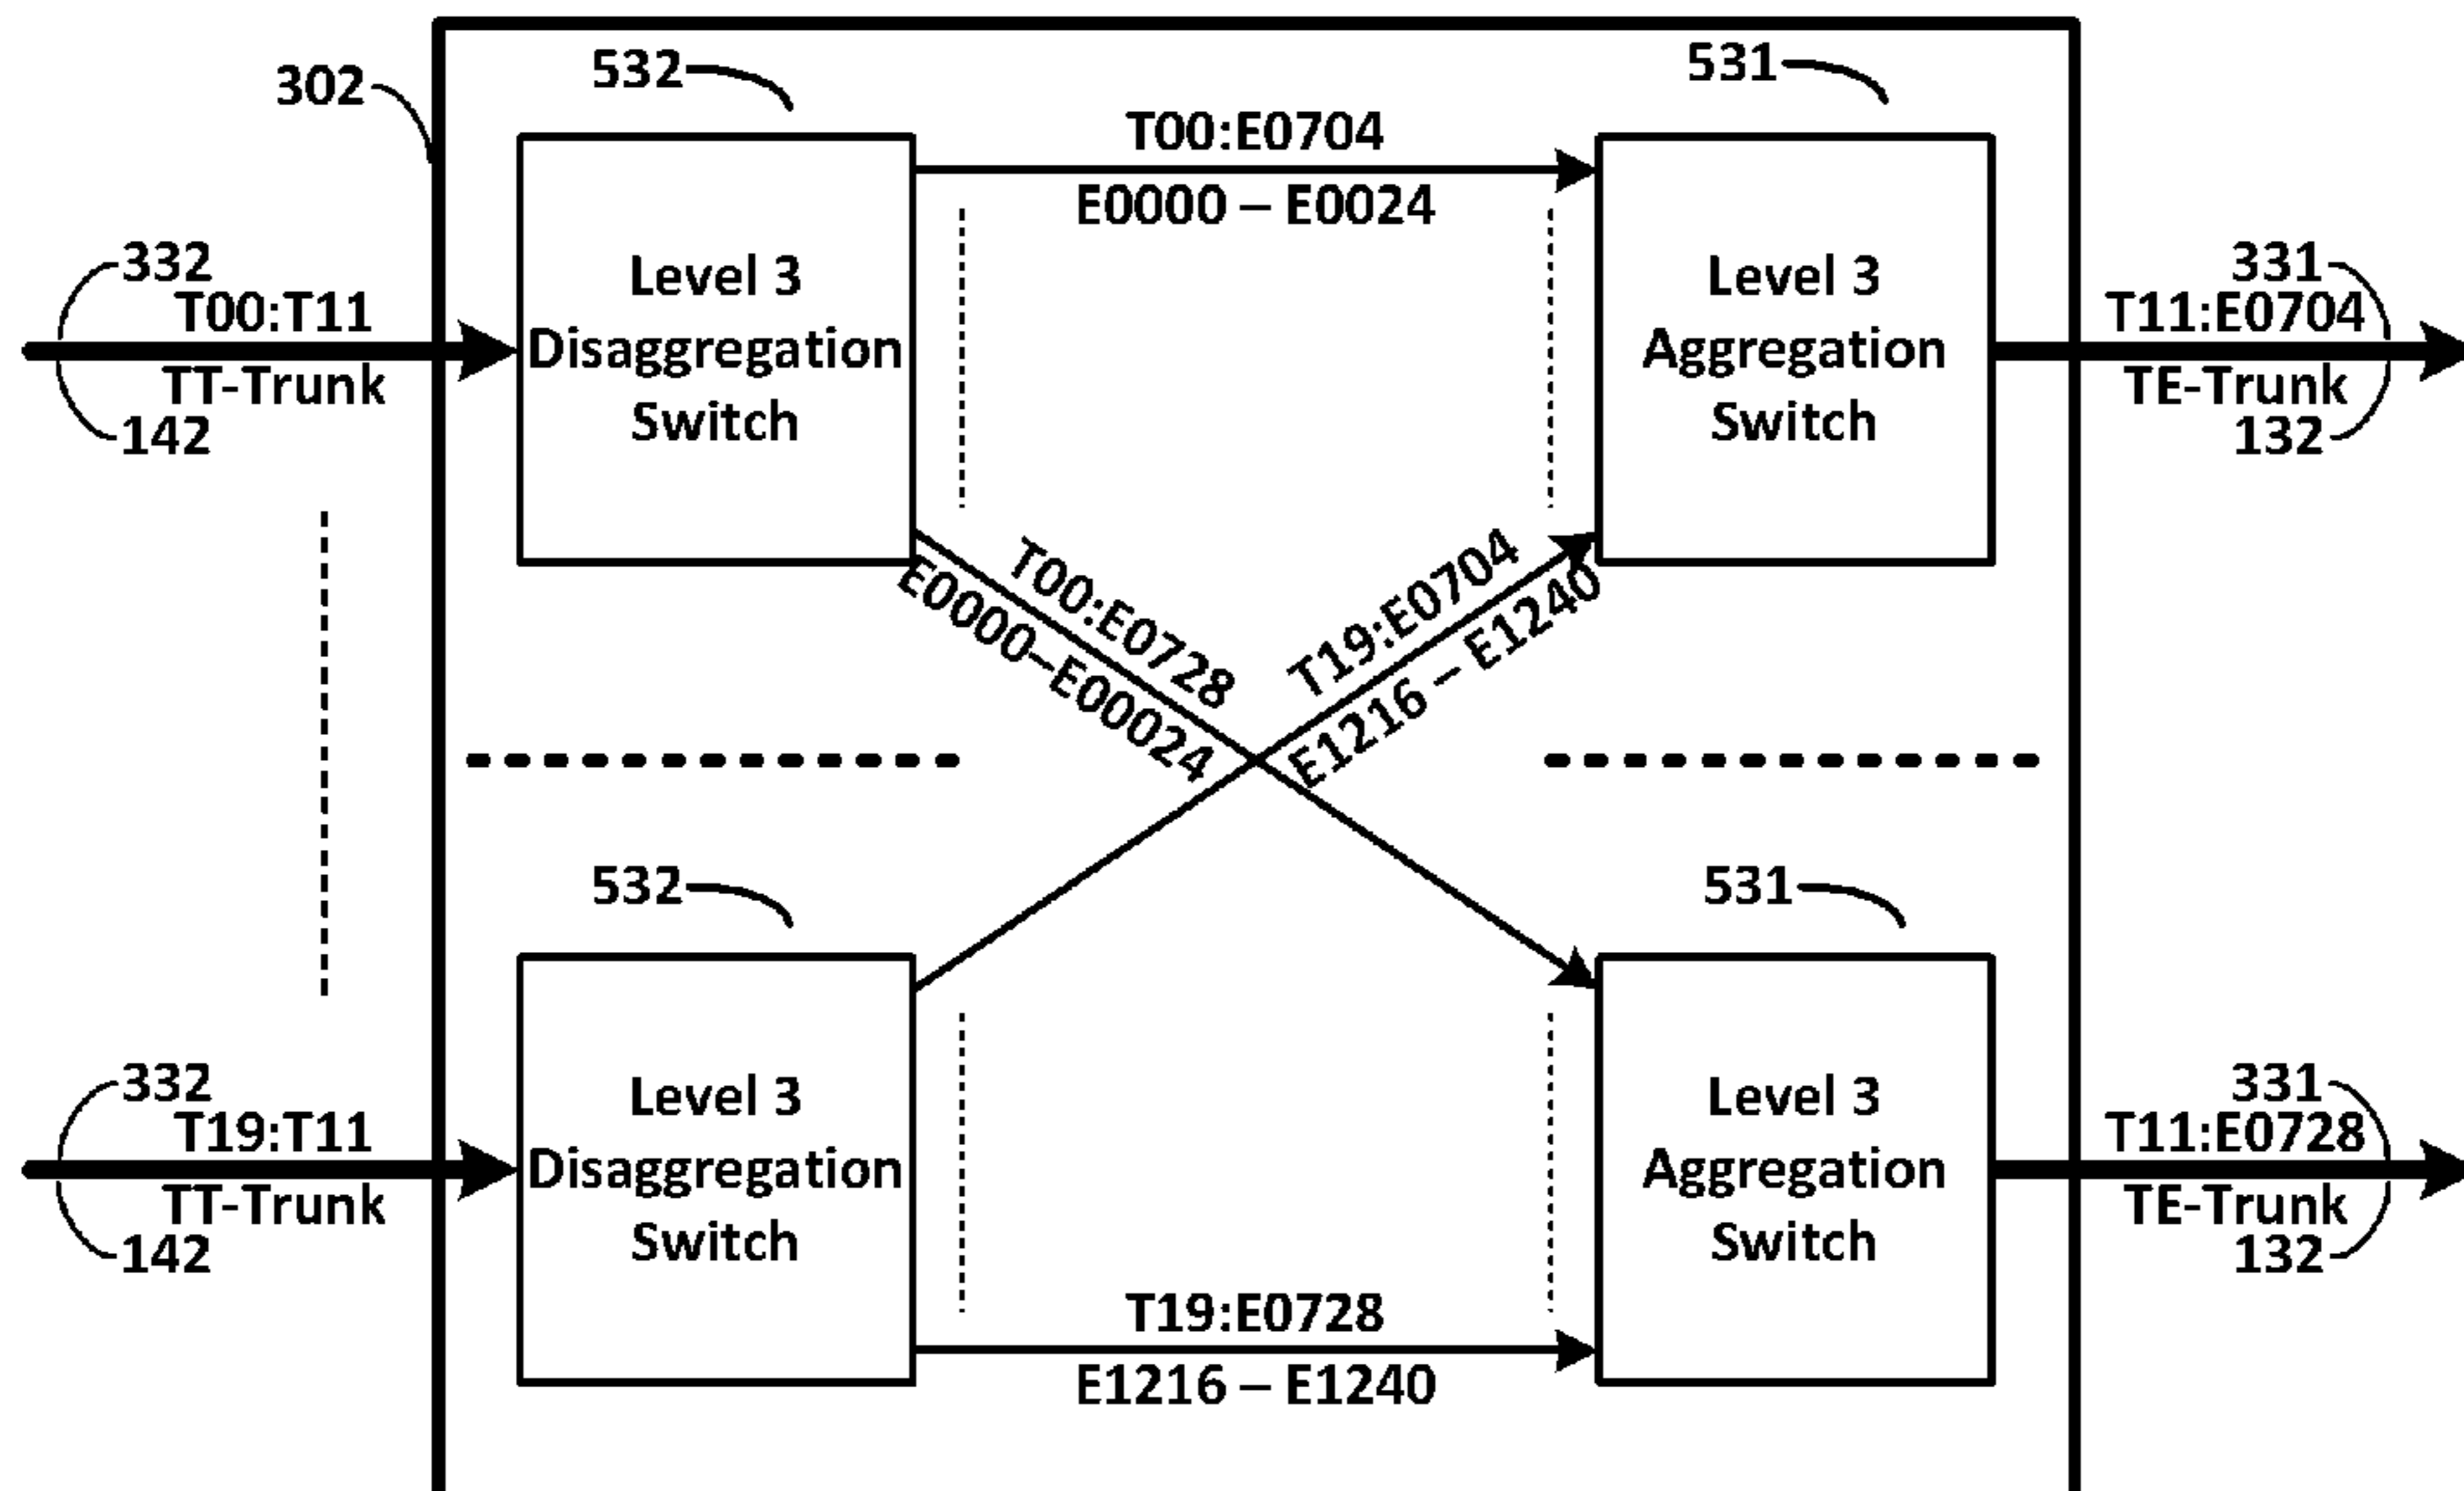 302
532
531
T00:E0704
E0000 – E0024
332
T00:T11
TT-Trunk
142
Level 3
Disaggregation
Switch
Level 3
Aggregation
Switch
331
T11:E0704
TE-Trunk
132
T00:E0728
E0000–E00024
T19:E0704
E1216 – E1240
532
531
332
T19:T11
TT-Trunk
142
Level 3
Disaggregation
Switch
Level 3
Aggregation
Switch
331
T11:E0728
TE-Trunk
132
T19:E0728
E1216 – E1240